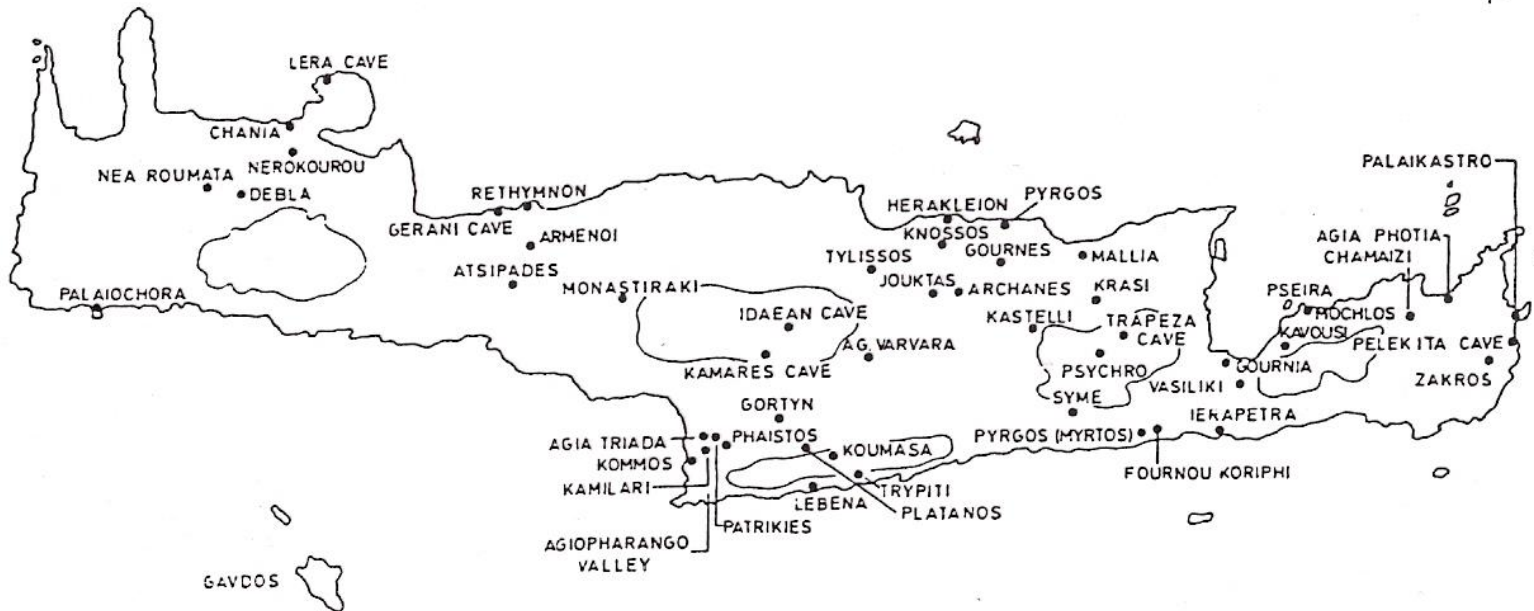 LERA CAVE
CHANIA
NEROKOUROU
NEA ROUMATA
DEBLA
PALAIOCHORA
GAVDOS
RETHYMNON
GERANI CAVE
ARMENOI
ATSIPADES
MONASTIRAKI
IDAEAN CAVE
KAMARES CAVE
AG. VARVARA
HERAKLEION
PYRGOS
KNOSSOS
GOURNES
TYLISSOS
MALLIA
JOUKTAS
ARCHANES
KRASI
KASTELLI
TRAPEZA
CAVE
PSYCHRO
SYME
GORTYN
AGIA TRIADA
PHAISTOS
KOMMOS
KAMILARI
KOUMASA
LEBENA
TRYPITI
PLATANOS
PATRIKIES
AGIOPHARANGO
VALLEY
PYRGOS (MYRTOS)
FOURNOU KORIPHI
IERAPETRA
VASILIKI
GOURNIA
KAVOUSI
PSEIRA
MOCHLOS
PALAIKASTRO
AGIA PHOTIA
CHAMAIZI
PELEKITA CAVE
ZAKROS